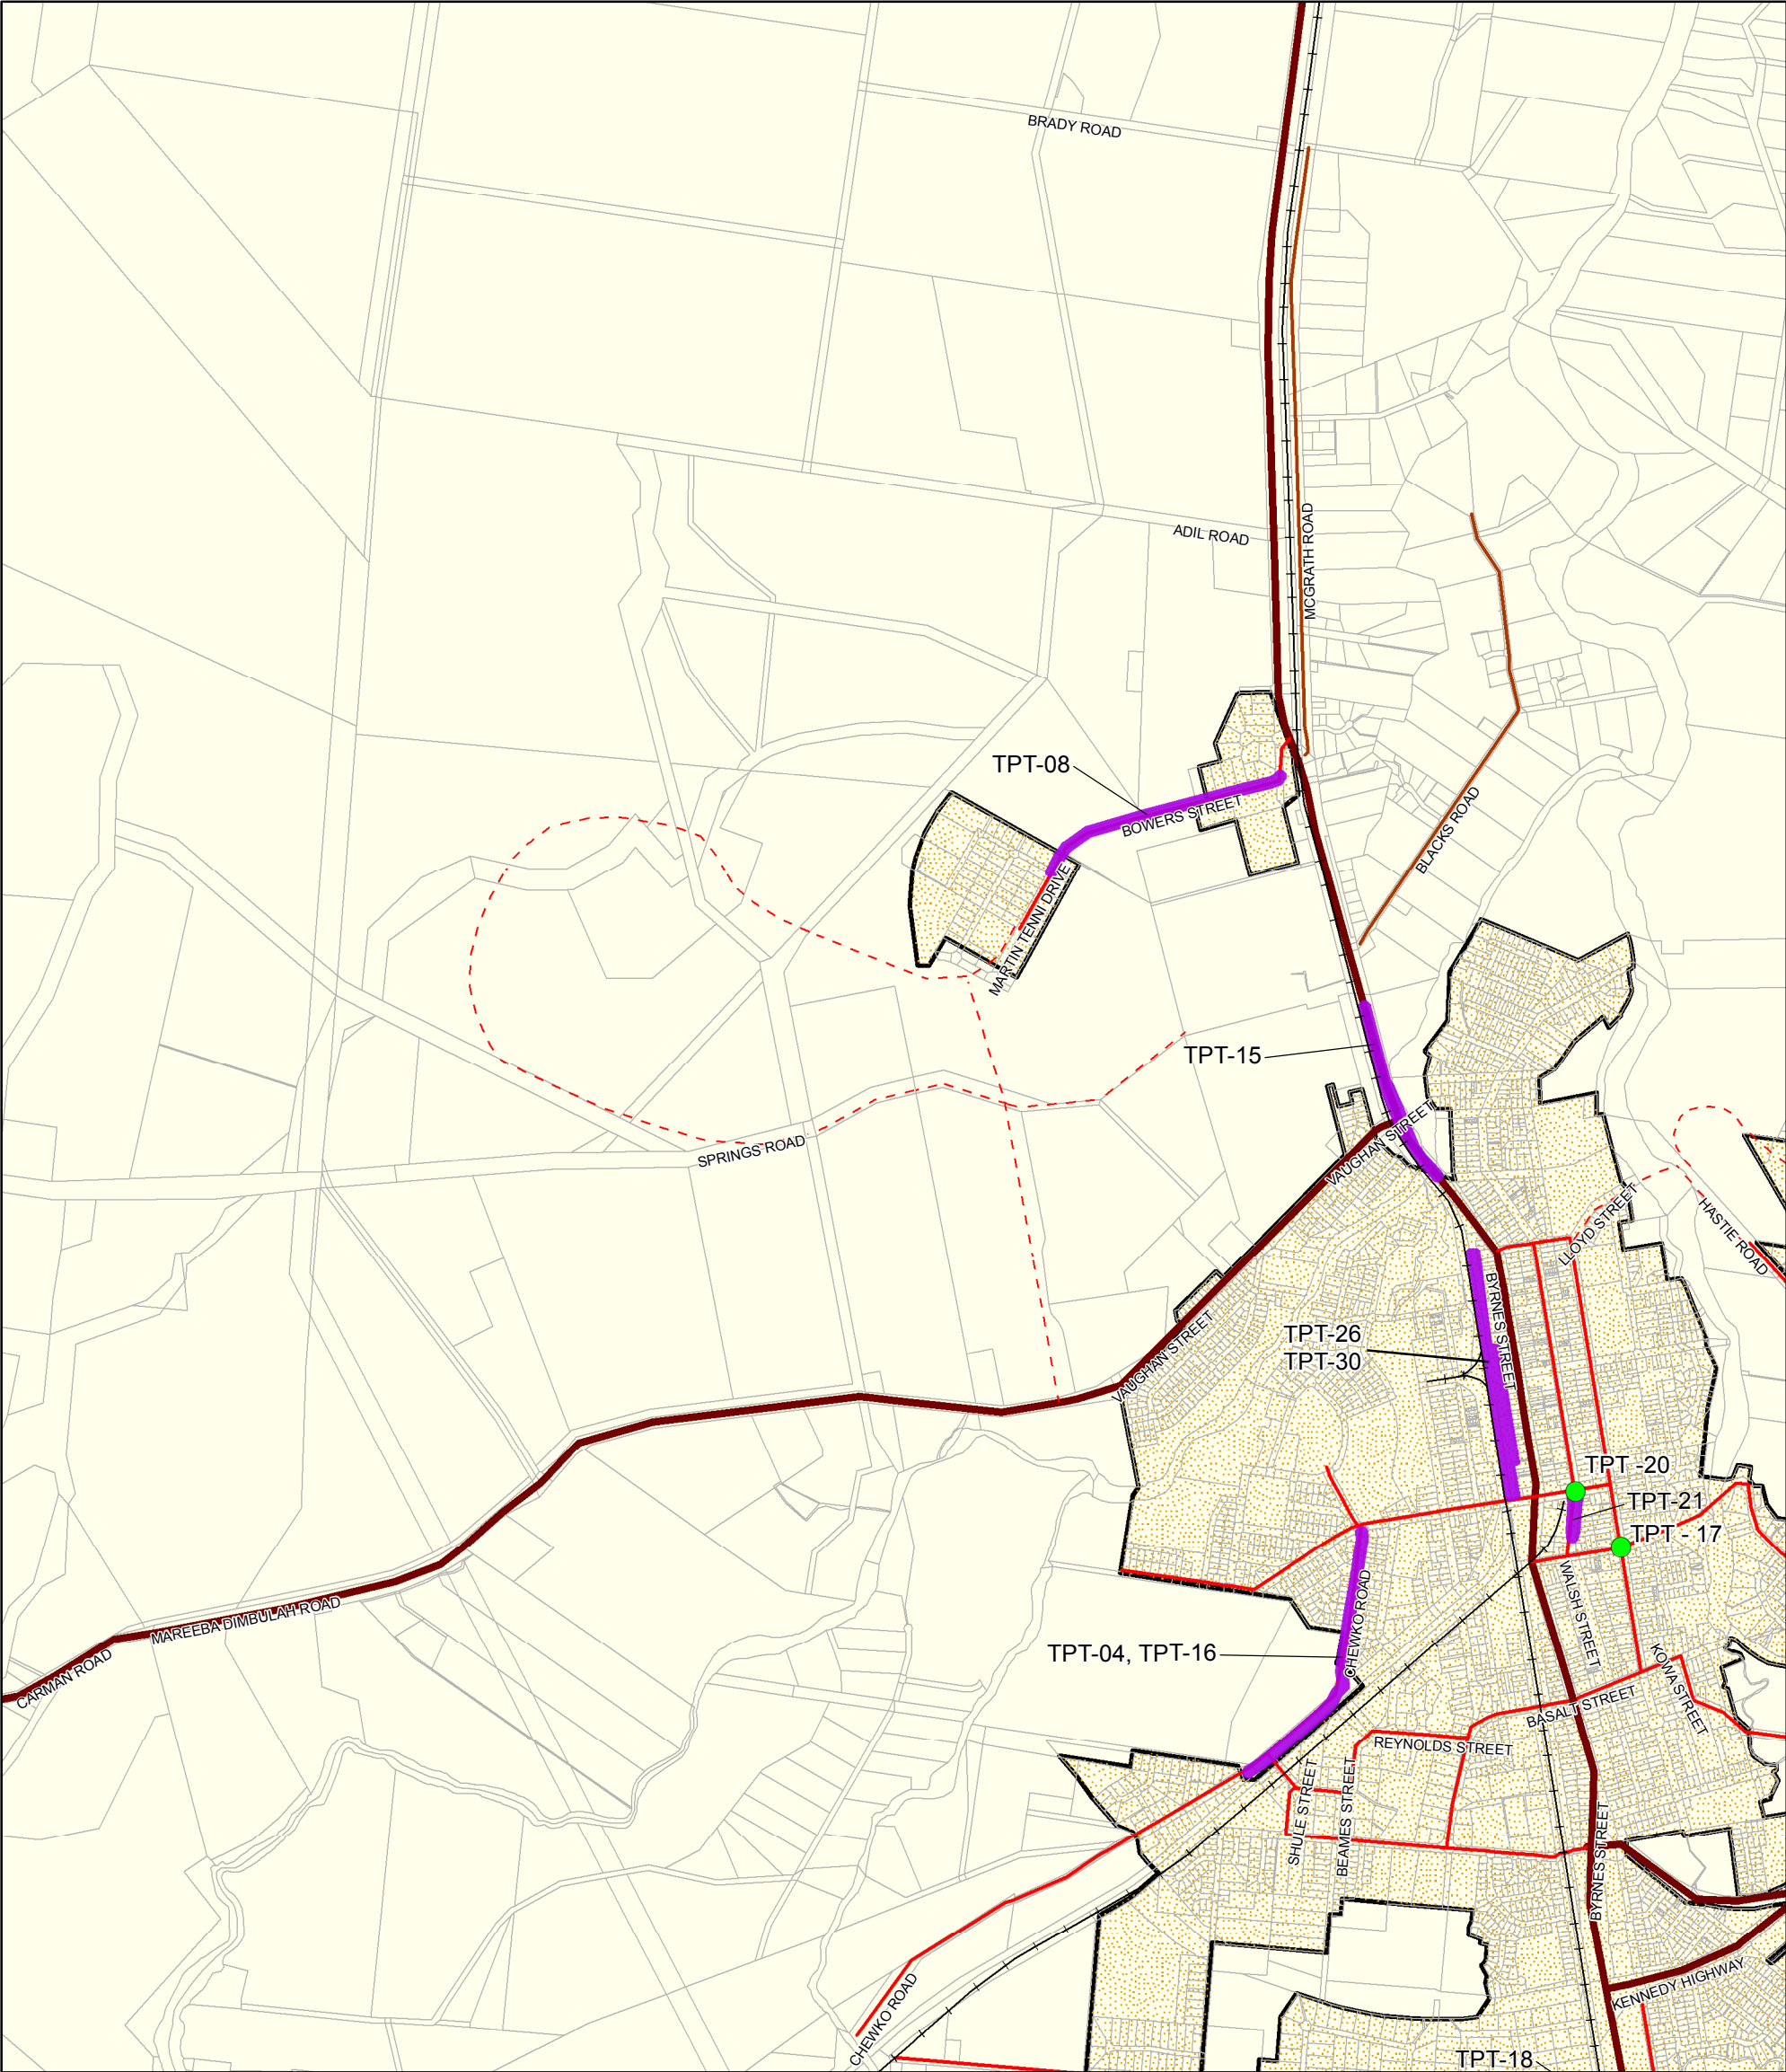 BRADY ROAD
ADIL ROAD
MCGRATH ROAD
TPT-08
BOWERS STREET
BLACKS ROAD
MARTIN TENNI DRIVE
TPT-15
VAUGHAN STREET
SPRINGS ROAD
LLOYD STREET
HASTIE ROAD
BYRNES STREET
TPT-26
TPT-30
VAUGHAN STREET
TPT -20
TPT-21
TPT - 17
WALSH STREET
CHEWKO ROAD
MAREEBA DIMBULAH ROAD
CARMAN ROAD
TPT-04, TPT-16
KOWA STREET
BASALT STREET
REYNOLDS STREET
SHULE STREET
BEAMES STREET
BYRNES STREET
KENNEDY HIGHWAY
CHEWKO ROAD
TPT-18